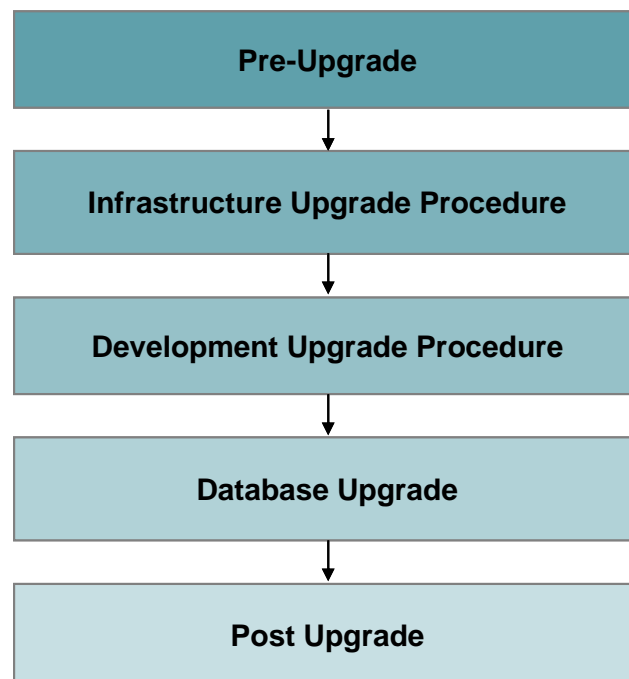 Pre-Upgrade
Infrastructure Upgrade Procedure
Development Upgrade Procedure
Database Upgrade
Post Upgrade